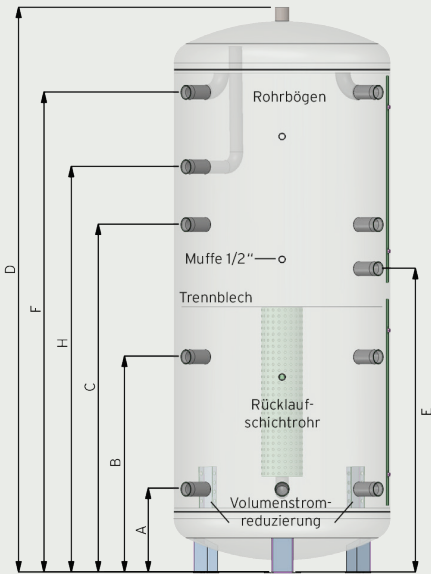 Rohrbögen
Muffe 1/2"
Trennblech
Rücklauf-
schichtrohr
Volumenstrom-
reduzierung
D
F
H
C
B
A
E